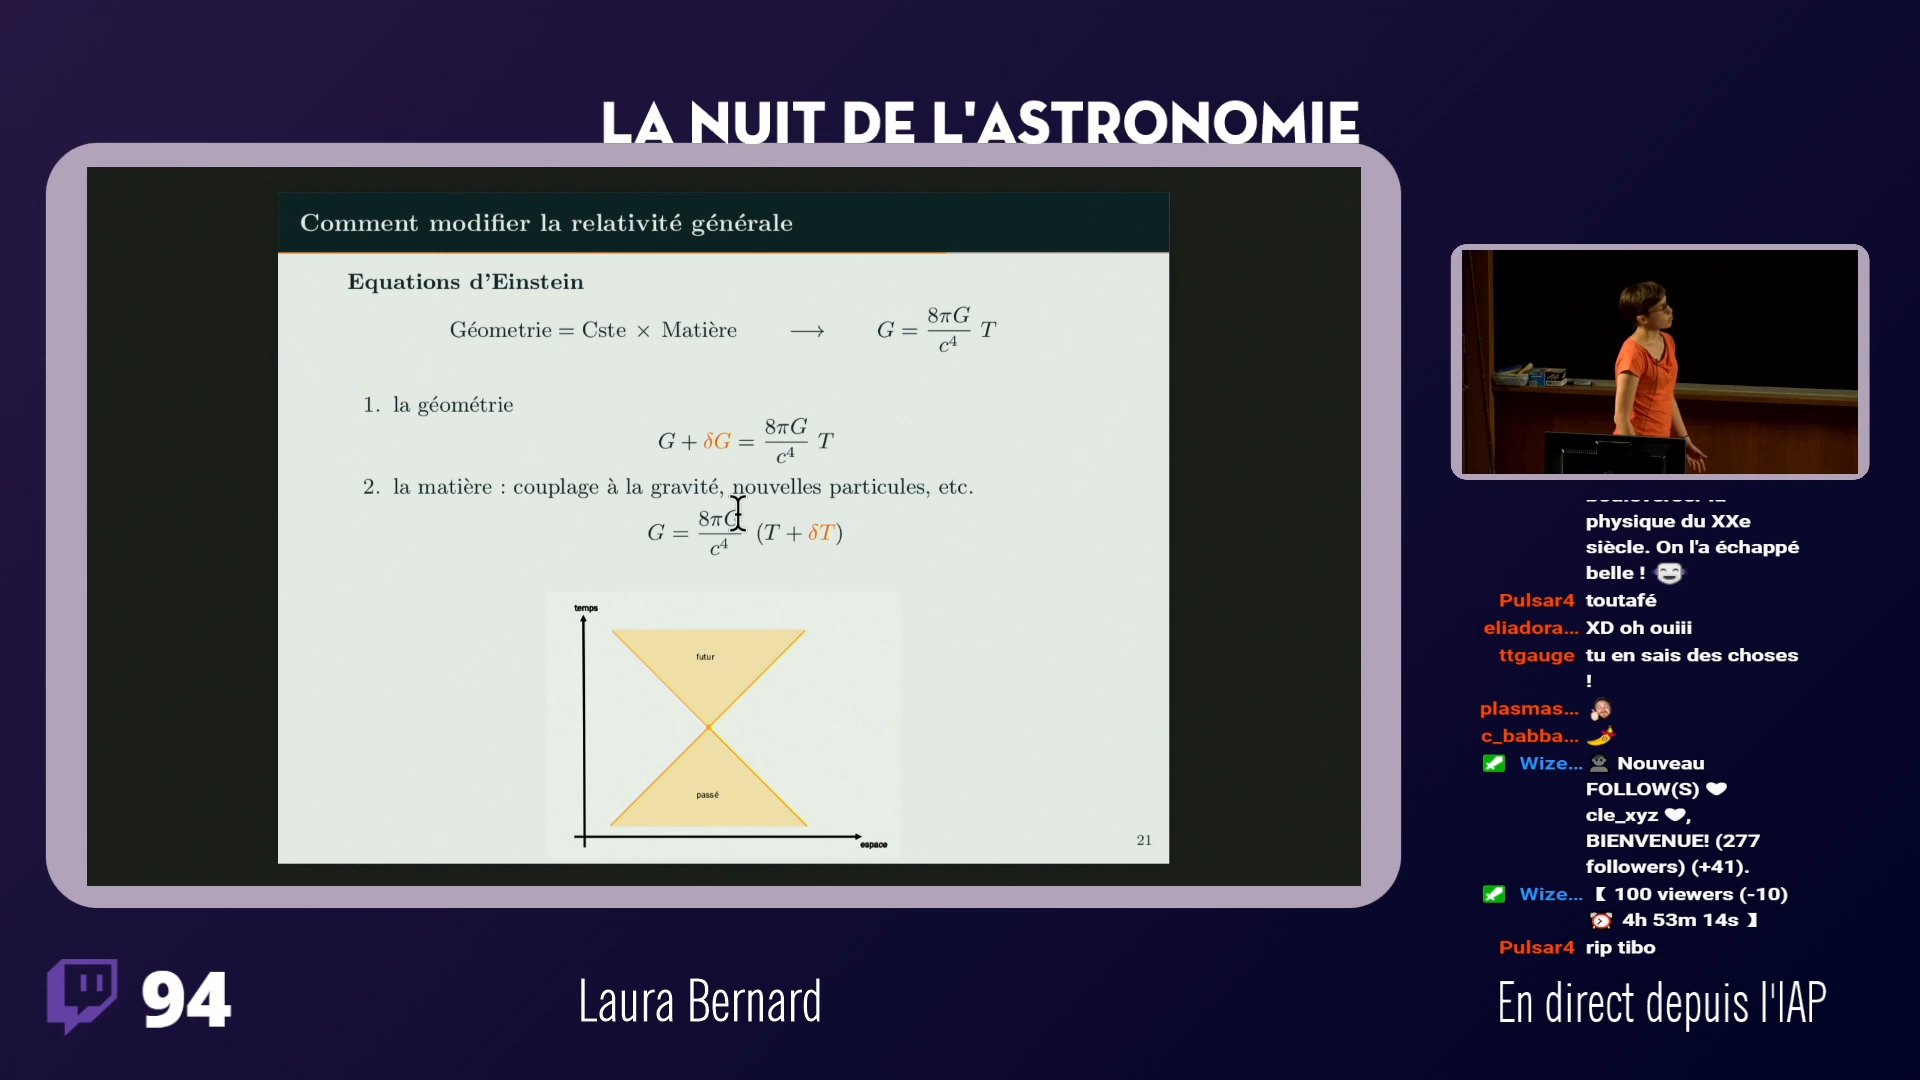 LA NUIT DE L'ASTRONOMIE
Comment modifier la relativité générale
Equations d'Einstein
Géometrie = Cste × Matière ⟶ G = 8πG/c⁴ T
1. la géométrie
G + δG = 8πG/c⁴ T
2. la matière : couplage à la gravité, nouvelles particules, etc.
G = 8πG/c⁴ (T + δT)
temps
futur
passé
espace
21
physique du XXe
siècle. On l'a échappé
belle !
Pulsar4 toutafé
eliadora... XD oh ouiii
ttgauge tu en sais des choses
!
plasmas...
c_babba...
Wize... Nouveau
FOLLOW(S)
cle_xyz ,
BIENVENUE! (277
followers) (+41).
Wize... 【 100 viewers (-10)
4h 53m 14s 】
Pulsar4 rip tibo
94
Laura Bernard
En direct depuis l'IAP